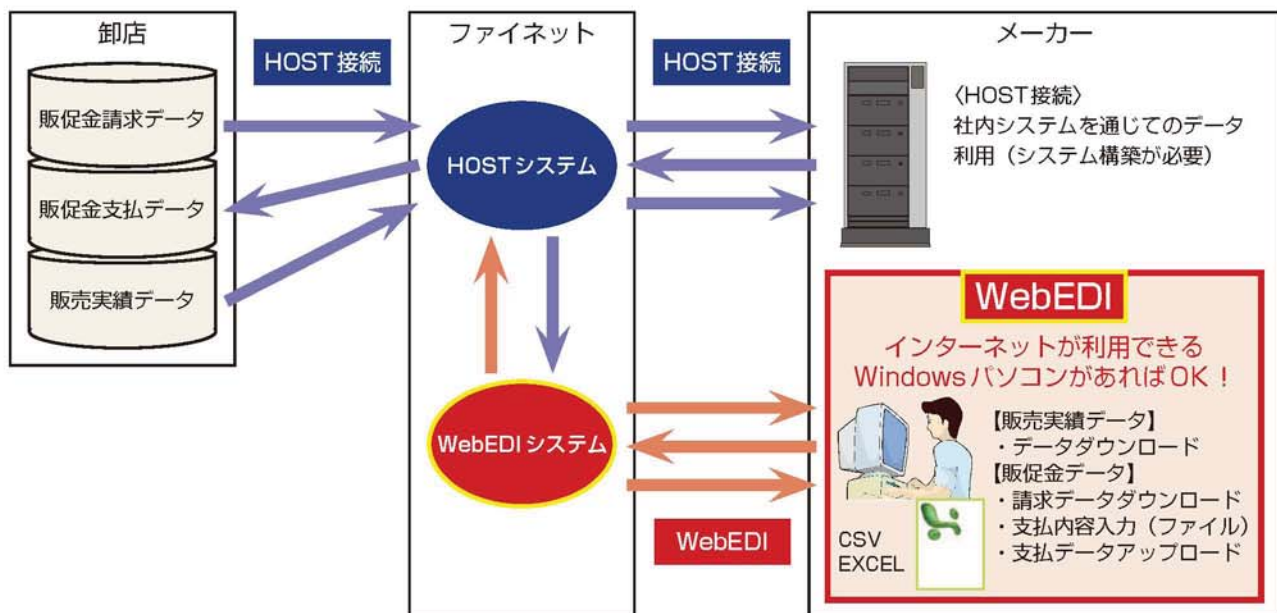 卸店
販促金請求データ
販促金支払データ
販売実績データ
HOST接続
ファイネット
HOSTシステム
WebEDIシステム
HOST接続
WebEDI
メーカー
〈HOST接続〉
社内システムを通じてのデータ
利用（システム構築が必要）
WebEDI
インターネットが利用できる
WindowsパソコンがあればOK！
【販売実績データ】
・データダウンロード
【販促金データ】
・請求データダウンロード
・支払内容入力（ファイル）
・支払データアップロード
CSV
EXCEL